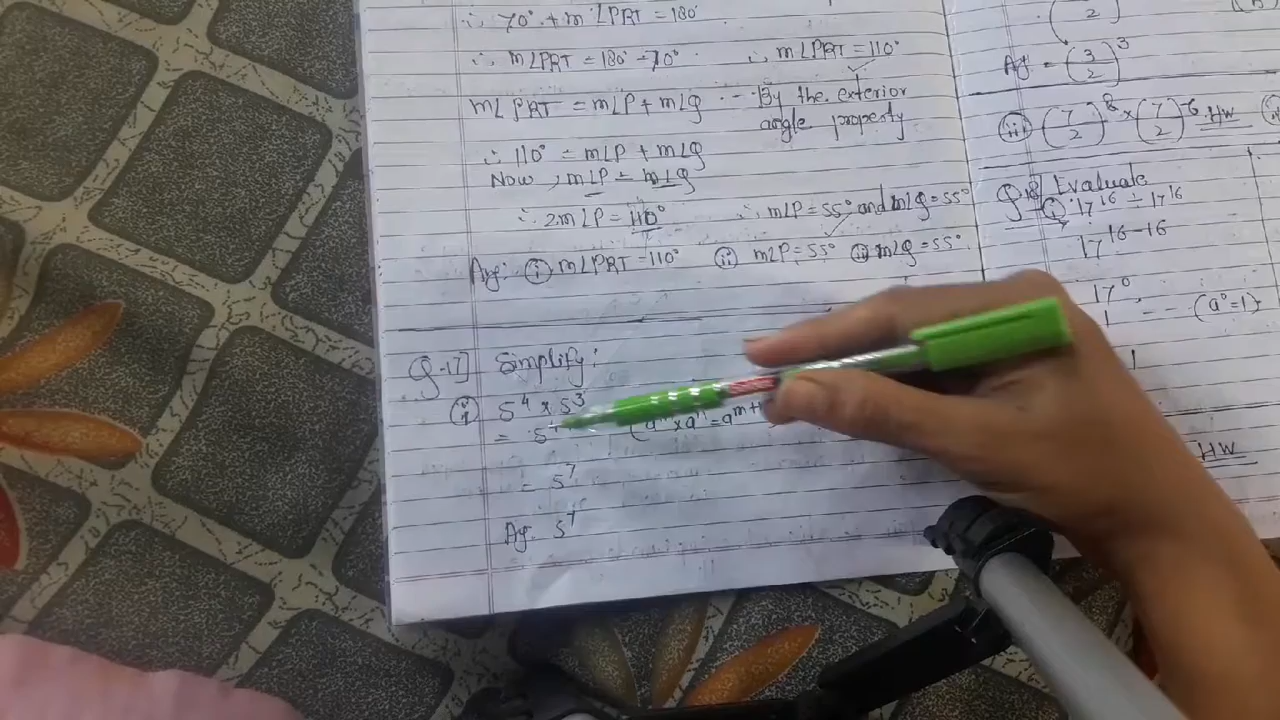 ∴ 70° + m∠PRT = 180°
∴ m∠PRT = 180° - 70° ∴ m∠PRT = 110°
m∠PRT = m∠P + m∠Q -- By the exterior
angle property
∴ 110° = m∠P + m∠Q
Now, m∠P = m∠Q
∴ 2m∠P = 110° ∴ m∠P = 55° and m∠Q = 55°
Ans: (i) m∠PRT = 110° (ii) m∠P = 55° (iii) m∠Q = 55°
Q.17] Simplify:
5⁴ × 5³
= 5⁴
= 5⁷
Ans. 5⁷
2
Ans = (3/2)³
(iii) (7/2)⁸ × (7/2)⁻⁶ HW
Q.18] Evaluate
(i) 17¹⁶ ÷ 17¹⁶
17¹⁶⁻¹⁶
17⁰
1 --- (a⁰=1)
1
HW